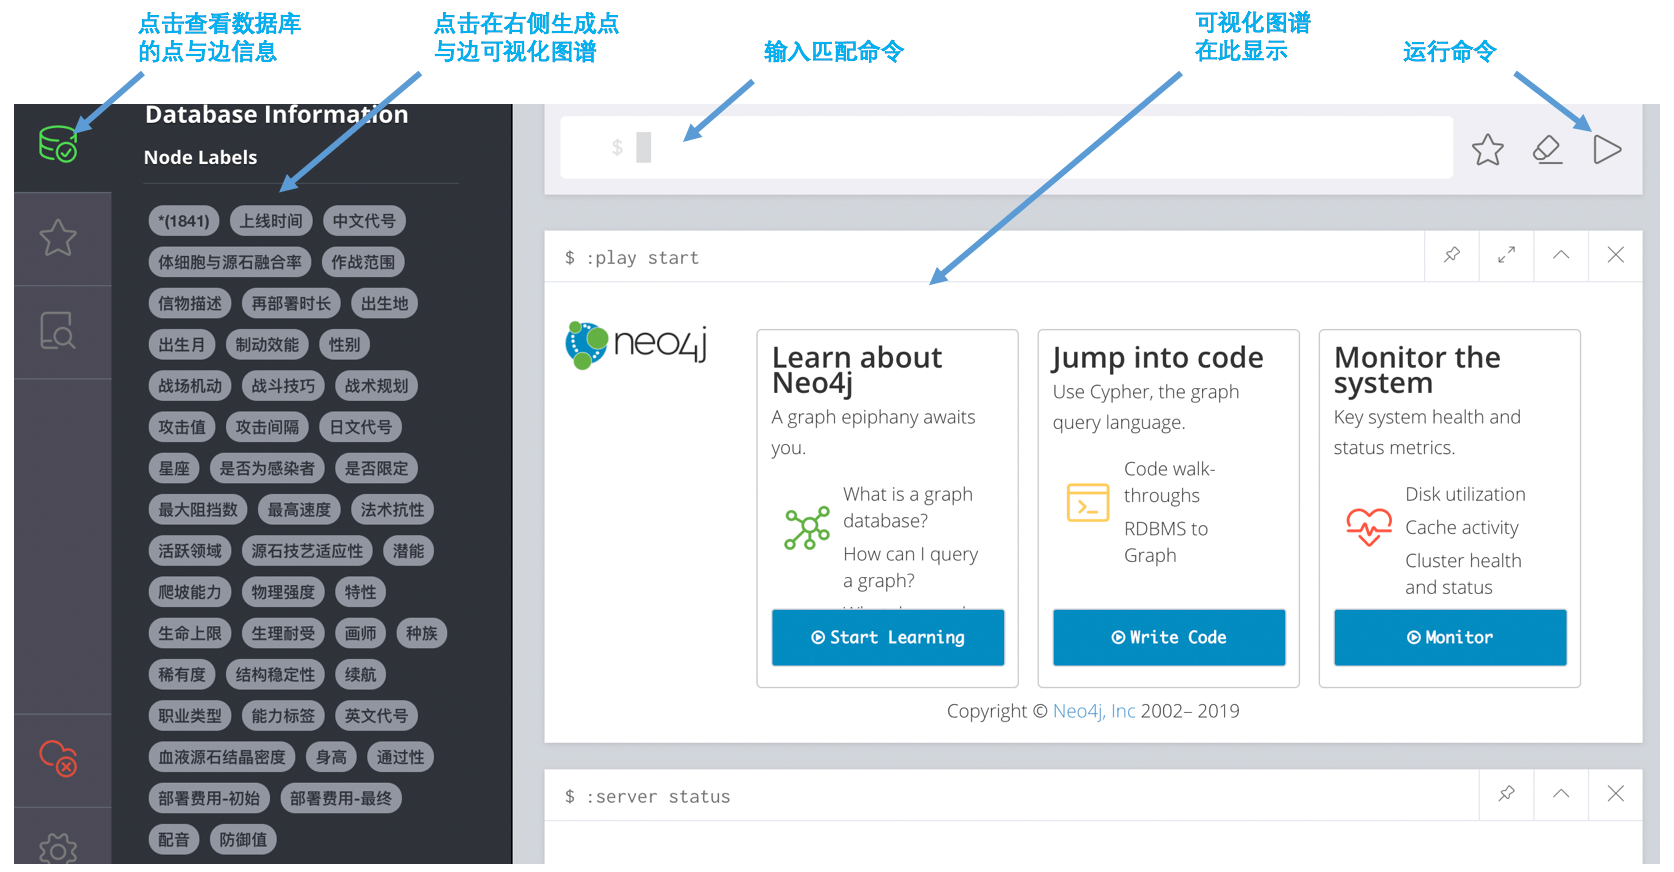 点击查看数据库
的点与边信息
点击在右侧生成点
与边可视化图谱
输入匹配命令
可视化图谱
在此显示
运行命令
Database Information
Node Labels
*(1841) 上线时间 中文代号
体细胞与源石融合率 作战范围
信物描述 再部署时长 出生地
出生月 制动效能 性别
战场机动 战斗技巧 战术规划
攻击值 攻击间隔 日文代号
星座 是否为感染者 是否限定
最大阻挡数 最高速度 法术抗性
活跃领域 源石技艺适应性 潜能
爬坡能力 物理强度 特性
生命上限 生理耐受 画师 种族
稀有度 结构稳定性 续航
职业类型 能力标签 英文代号
血液源石结晶密度 身高 通过性
部署费用-初始 部署费用-最终
配音 防御值
$
$ :play start
neo4j
Learn about
Neo4j
A graph epiphany awaits
you.
What is a graph
database?
How can I query
a graph?
Start Learning
Jump into code
Use Cypher, the graph
query language.
Code walk-
throughs
RDBMS to
Graph
Write Code
Monitor the
system
Key system health and
status metrics.
Disk utilization
Cache activity
Cluster health
and status
Monitor
Copyright © Neo4j, Inc 2002– 2019
$ :server status